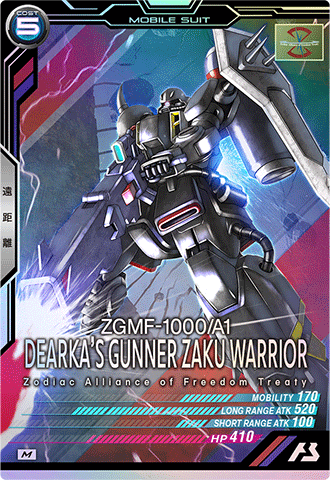 COST
5
MOBILE SUIT
遠距離
ZGMF-1000/A1
DEARKA'S GUNNER ZAKU WARRIOR
Zodiac Alliance of Freedom Treaty
MOBILITY 170
LONG RANGE ATK 520
SHORT RANGE ATK 100
HP 410
M